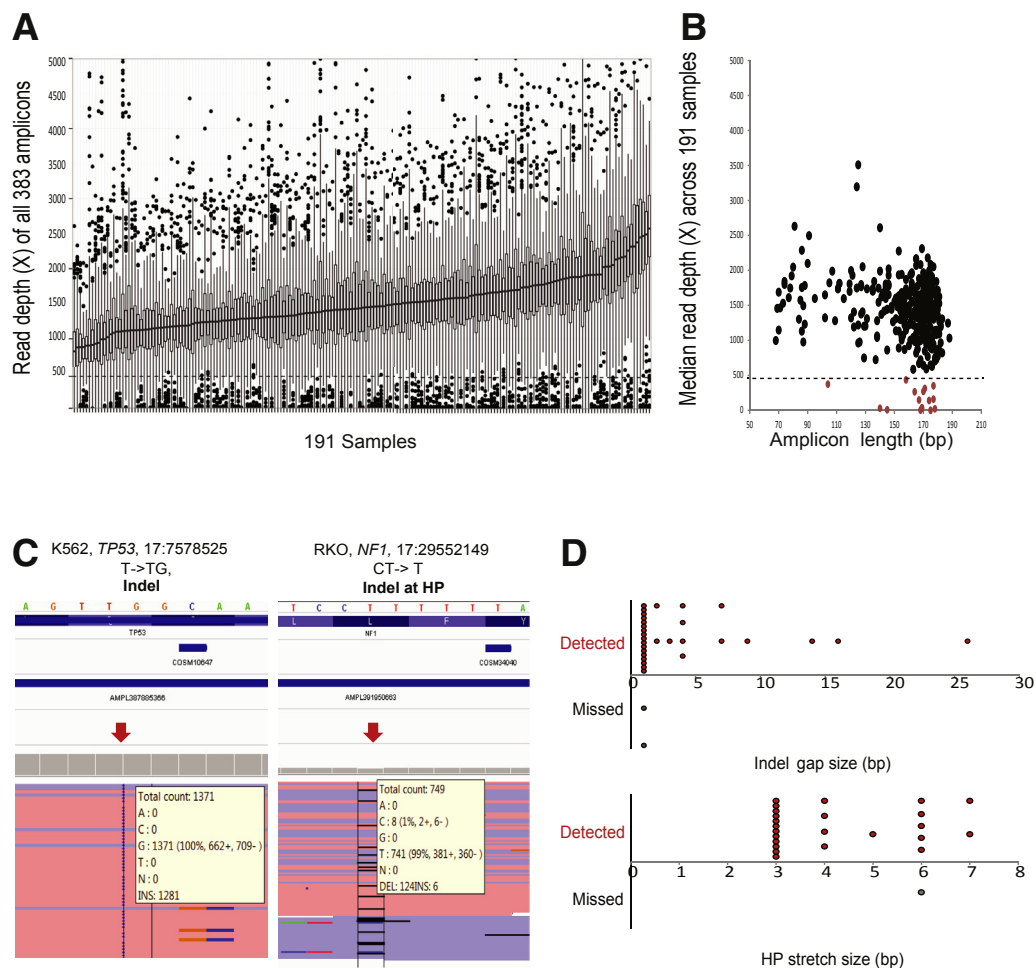 A
Read depth (X) of all 383 amplicons
5000
4000
3000
2000
1500
1000
500
0
191 Samples
B
Median read depth (X) across 191 samples
5000
4500
4000
3500
3000
2500
2000
1500
1000
500
0
50 70 90 110 130 150 170 190 210
Amplicon length (bp)
C
K562, TP53, 17:7578525
T->TG,
Indel
A G T T G G C A A
TP53
COSM10647
AMPL387885366
Total count: 1371
A : 0
C : 0
G : 1371 (100%, 662+, 709- )
T : 0
N : 0
INS: 1281
RKO, NF1, 17:29552149
CT-> T
Indel at HP
T C C T T T T T A
L L F Y
NF1
COSM34040
AMPL391950663
Total count: 749
A : 0
C : 8 (1%, 2+, 6- )
G : 0
T : 741 (99%, 381+, 360- )
N : 0
DEL: 124INS: 6
D
Detected
0 5 10 15 20 25 30
Missed
Indel gap size (bp)
Detected
0 1 2 3 4 5 6 7 8
Missed
HP stretch size (bp)